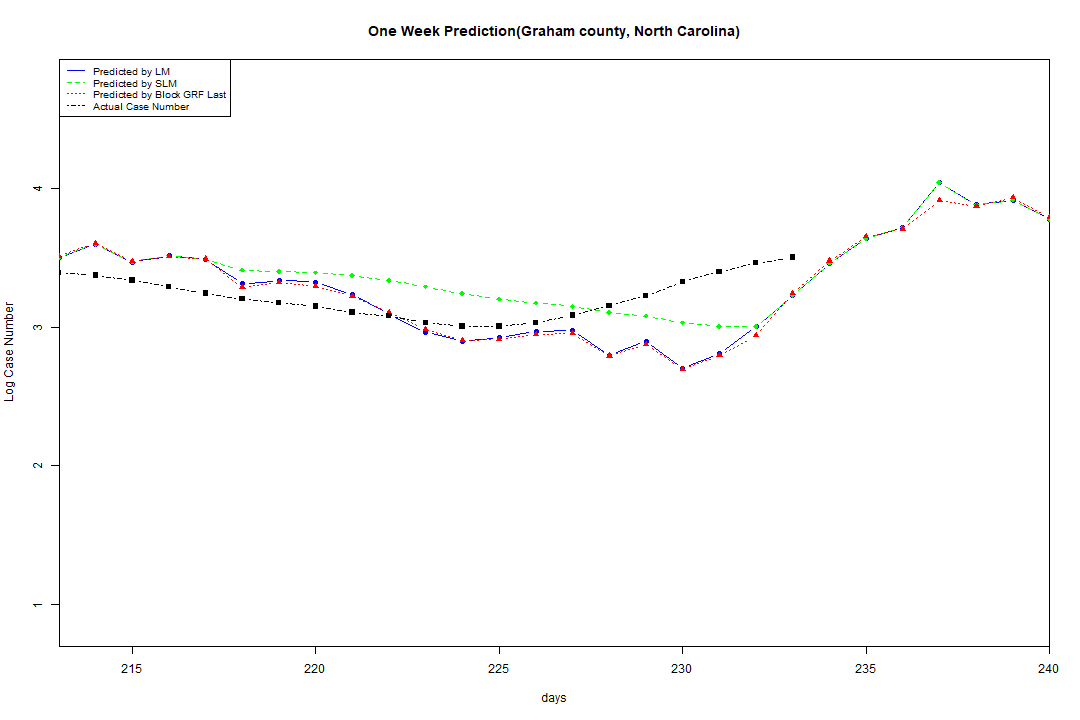 One Week Prediction(Graham county, North Carolina)
Predicted by LM
Predicted by SLM
Predicted by Block GRF Last
Actual Case Number
Log Case Number
4
3
2
1
215 220 225 230 235 240
days